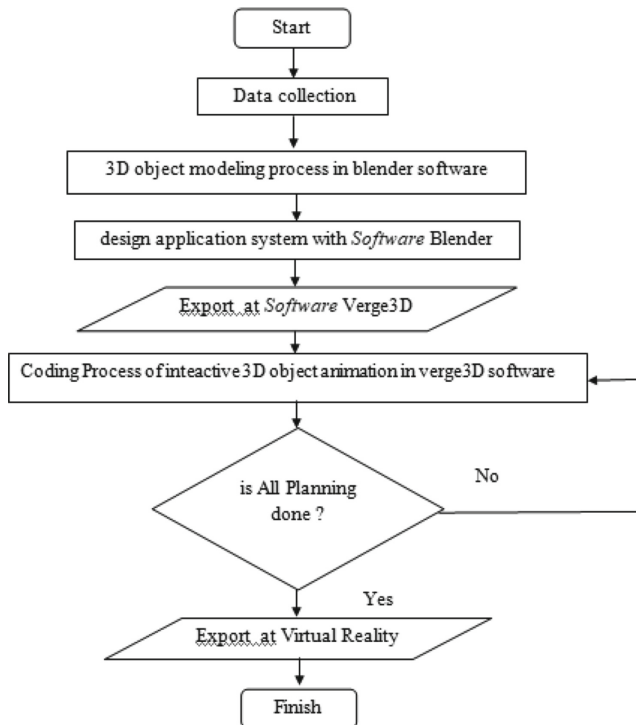 Start
Data collection
3D object modeling process in blender software
design application system with Software Blender
Export at Software Verge3D
Coding Process of inteactive 3D object animation in verge3D software
is All Planning
done ?
No
Yes
Export at Virtual Reality
Finish